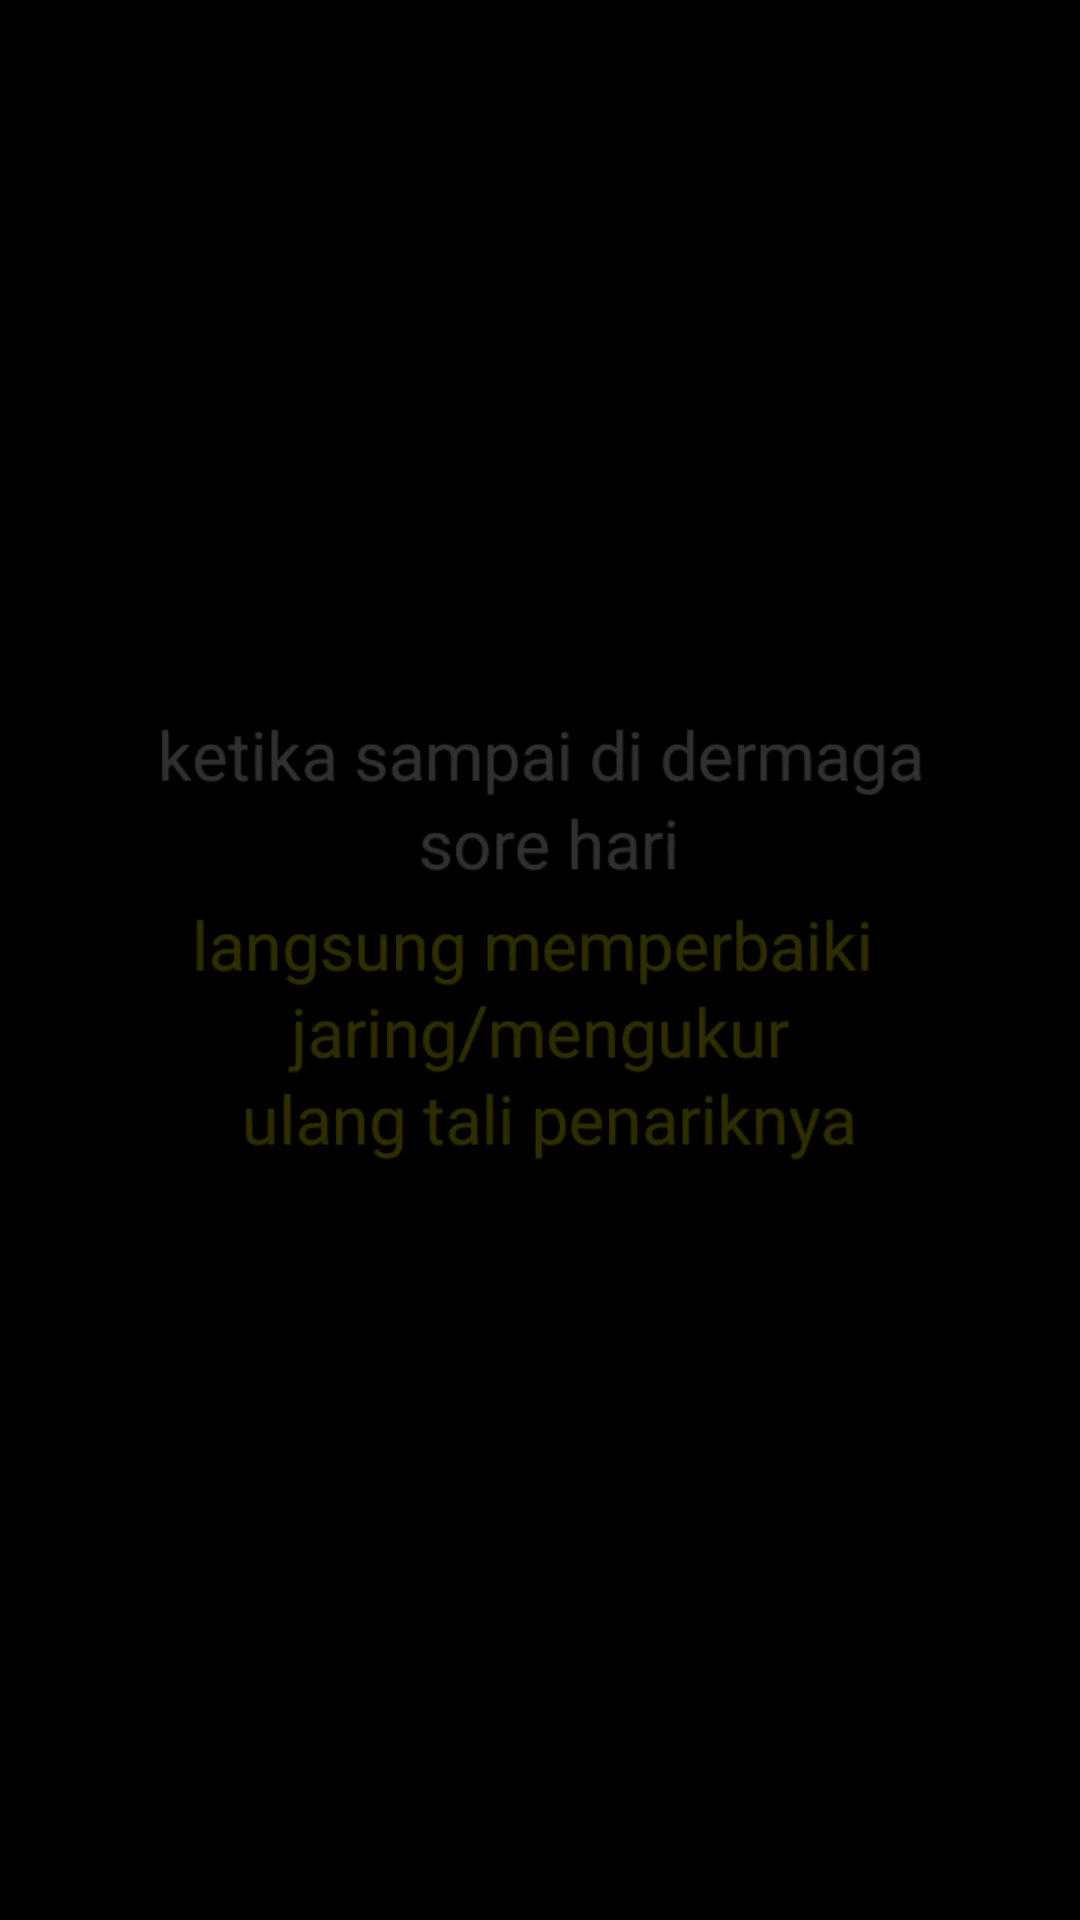 ketika sampai di dermaga
sore hari
langsung memperbaiki
jaring/mengukur
ulang tali penariknya